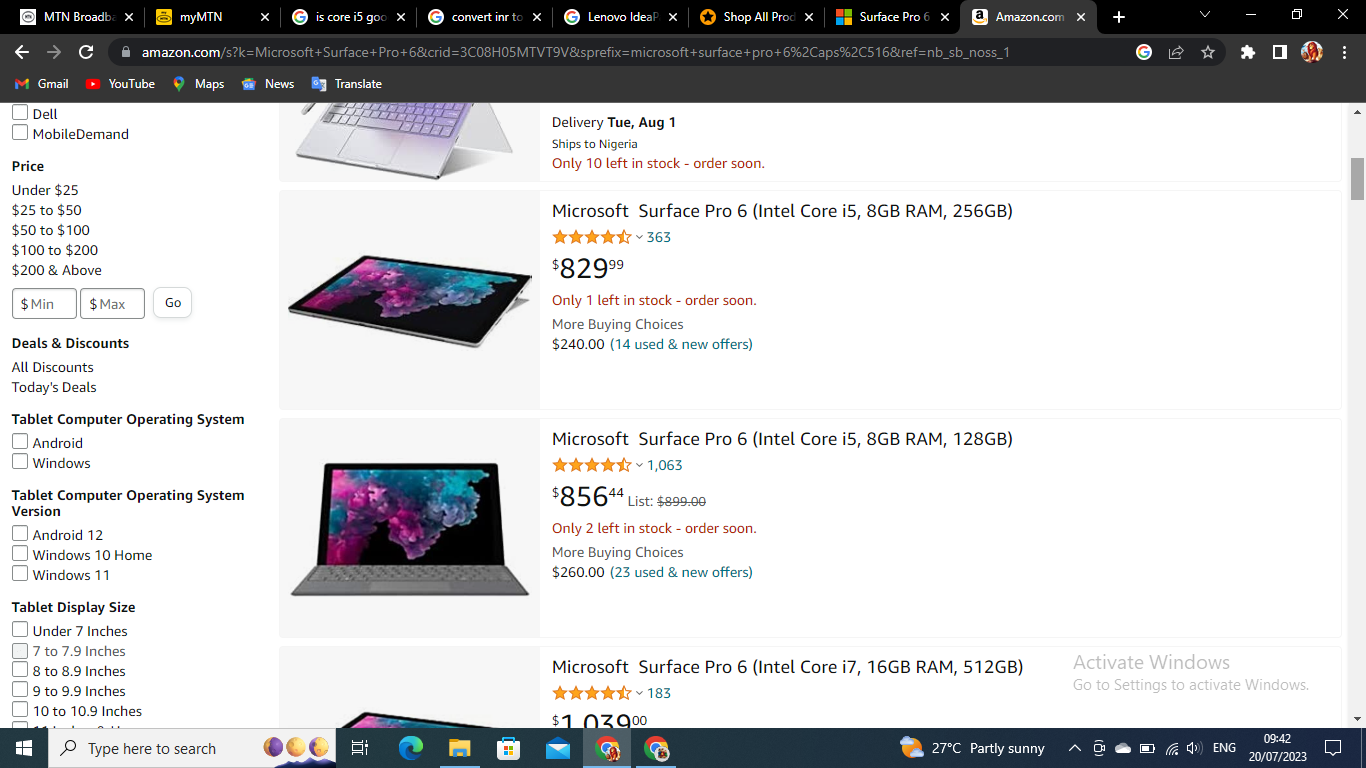 MTN Broadba
myMTN
is core i5 goo
convert inr to
Lenovo IdeaP
Shop All Prod
Surface Pro 6
Amazon.com
amazon.com/s?k=Microsoft+Surface+Pro+6&crid=3C08H05MTVT9V&sprefix=microsoft+surface+pro+6%2Caps%2C516&ref=nb_sb_noss_1
Gmail
YouTube
Maps
News
Translate
Dell
MobileDemand
Price
Under $25
$25 to $50
$50 to $100
$100 to $200
$200 & Above
$ Min
$ Max
Go
Deals & Discounts
All Discounts
Today's Deals
Tablet Computer Operating System
Android
Windows
Tablet Computer Operating System
Version
Android 12
Windows 10 Home
Windows 11
Tablet Display Size
Under 7 Inches
7 to 7.9 Inches
8 to 8.9 Inches
9 to 9.9 Inches
10 to 10.9 Inches
Delivery Tue, Aug 1
Ships to Nigeria
Only 10 left in stock - order soon.
Microsoft Surface Pro 6 (Intel Core i5, 8GB RAM, 256GB)
363
$82999
Only 1 left in stock - order soon.
More Buying Choices
$240.00 (14 used & new offers)
Microsoft Surface Pro 6 (Intel Core i5, 8GB RAM, 128GB)
1,063
$85644 List: $899.00
Only 2 left in stock - order soon.
More Buying Choices
$260.00 (23 used & new offers)
Microsoft Surface Pro 6 (Intel Core i7, 16GB RAM, 512GB)
183
$1,03900
Activate Windows
Go to Settings to activate Windows.
Type here to search
27°C Partly sunny
ENG
09:42
20/07/2023